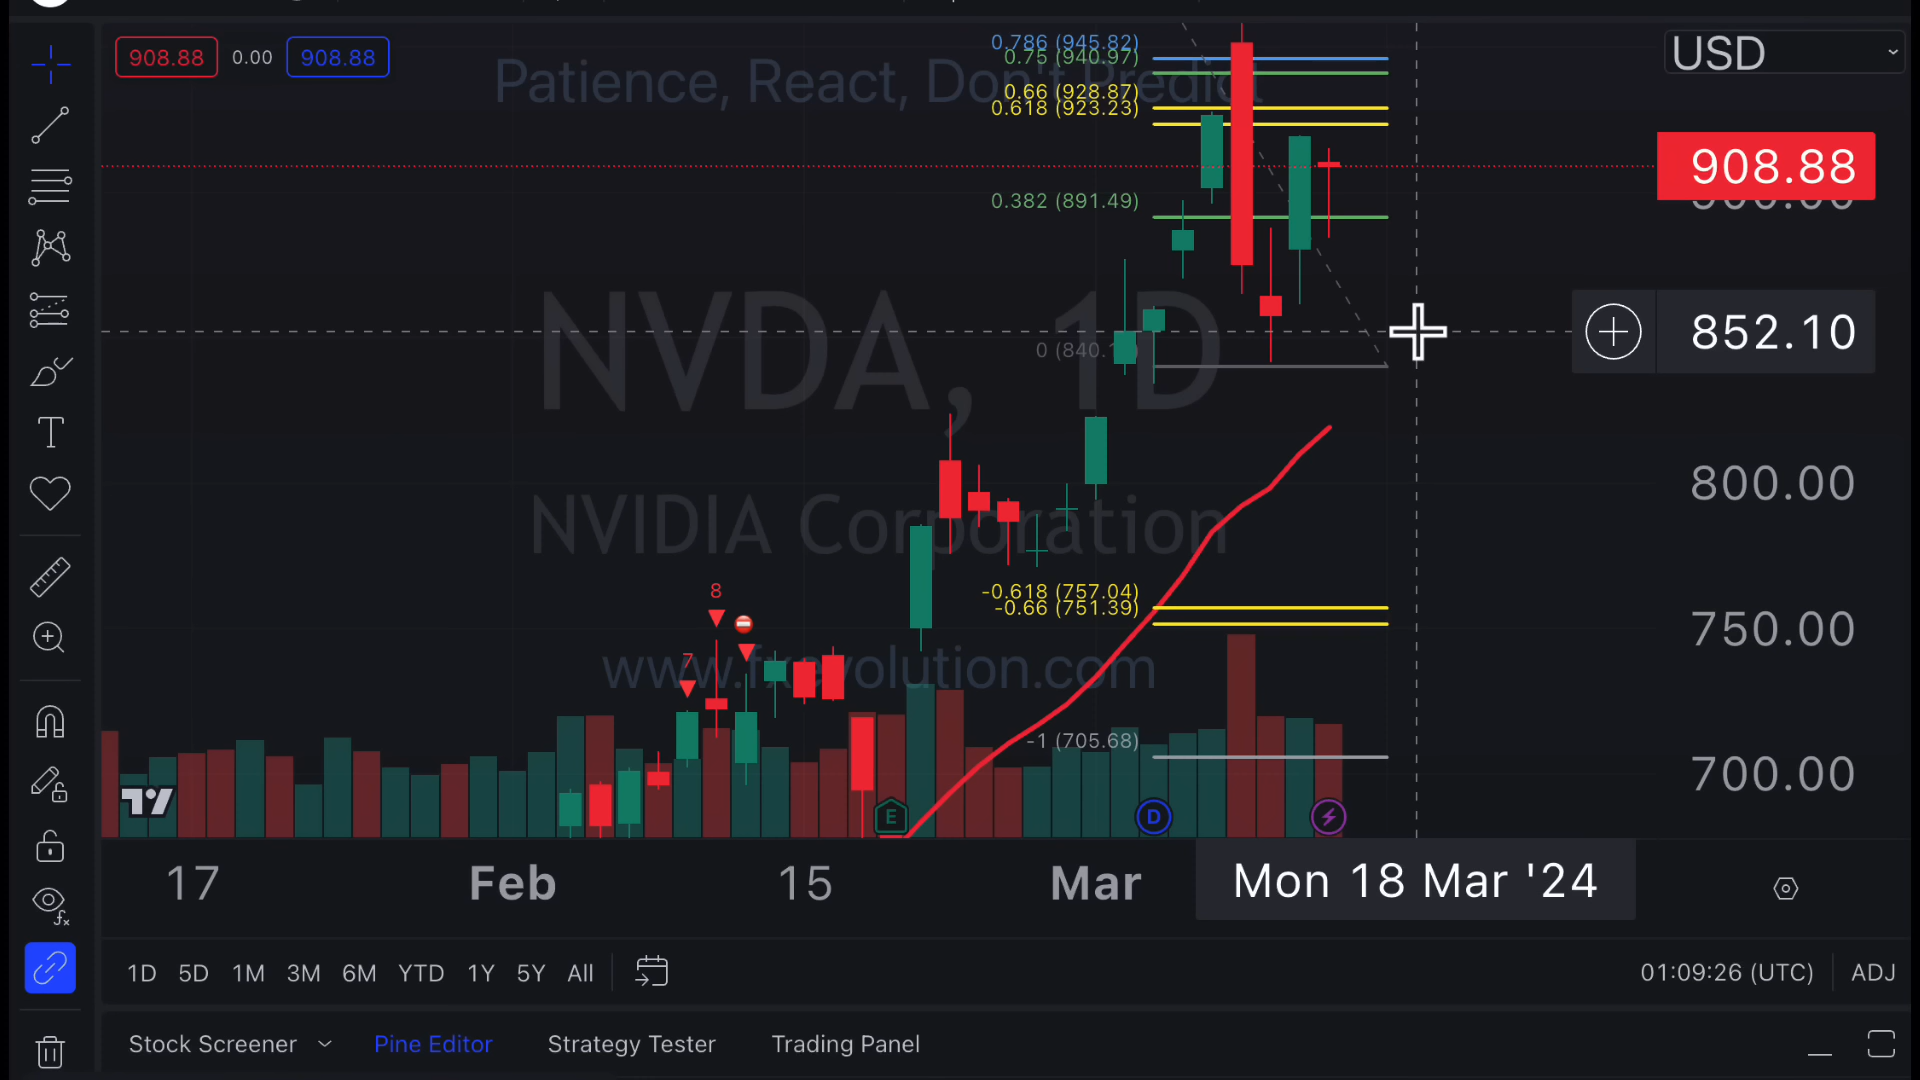 908.88 0.00 908.88
USD
Patience, React, Don't Predict
0.786 (945.82)
0.75 (940.97)
0.66 (928.87)
0.618 (923.23)
908.88
900.00
0.382 (891.49)
852.10
NVDA, 1D
0 (840.
800.00
NVIDIA Corporation
-0.618 (757.04)
-0.66 (751.39)
8
750.00
7
www.fxevolution.com
-1 (705.68)
700.00
E
D
17 Feb 15 Mar Mon 18 Mar '24
1D 5D 1M 3M 6M YTD 1Y 5Y All
01:09:26 (UTC) ADJ
Stock Screener Pine Editor Strategy Tester Trading Panel